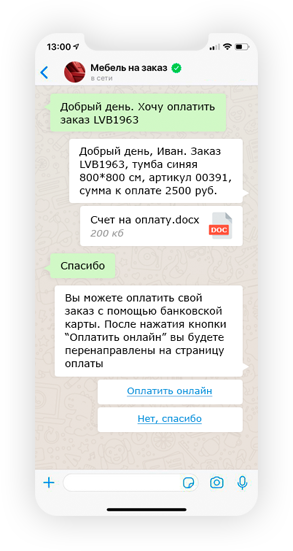 13:00
Мебель на заказ
в сети
Добрый день. Хочу оплатить
заказ LVB1963
Добрый день, Иван. Заказ
LVB1963, тумба синяя
800*800 см, артикул 00391,
сумма к оплате 2500 руб.
Счет на оплату.docx
200 кб
DOC
Спасибо
Вы можете оплатить свой
заказ с помощью банковской
карты. После нажатия кнопки
“Оплатить онлайн” вы будете
перенаправлены на страницу
оплаты
Оплатить онлайн
Нет, спасибо